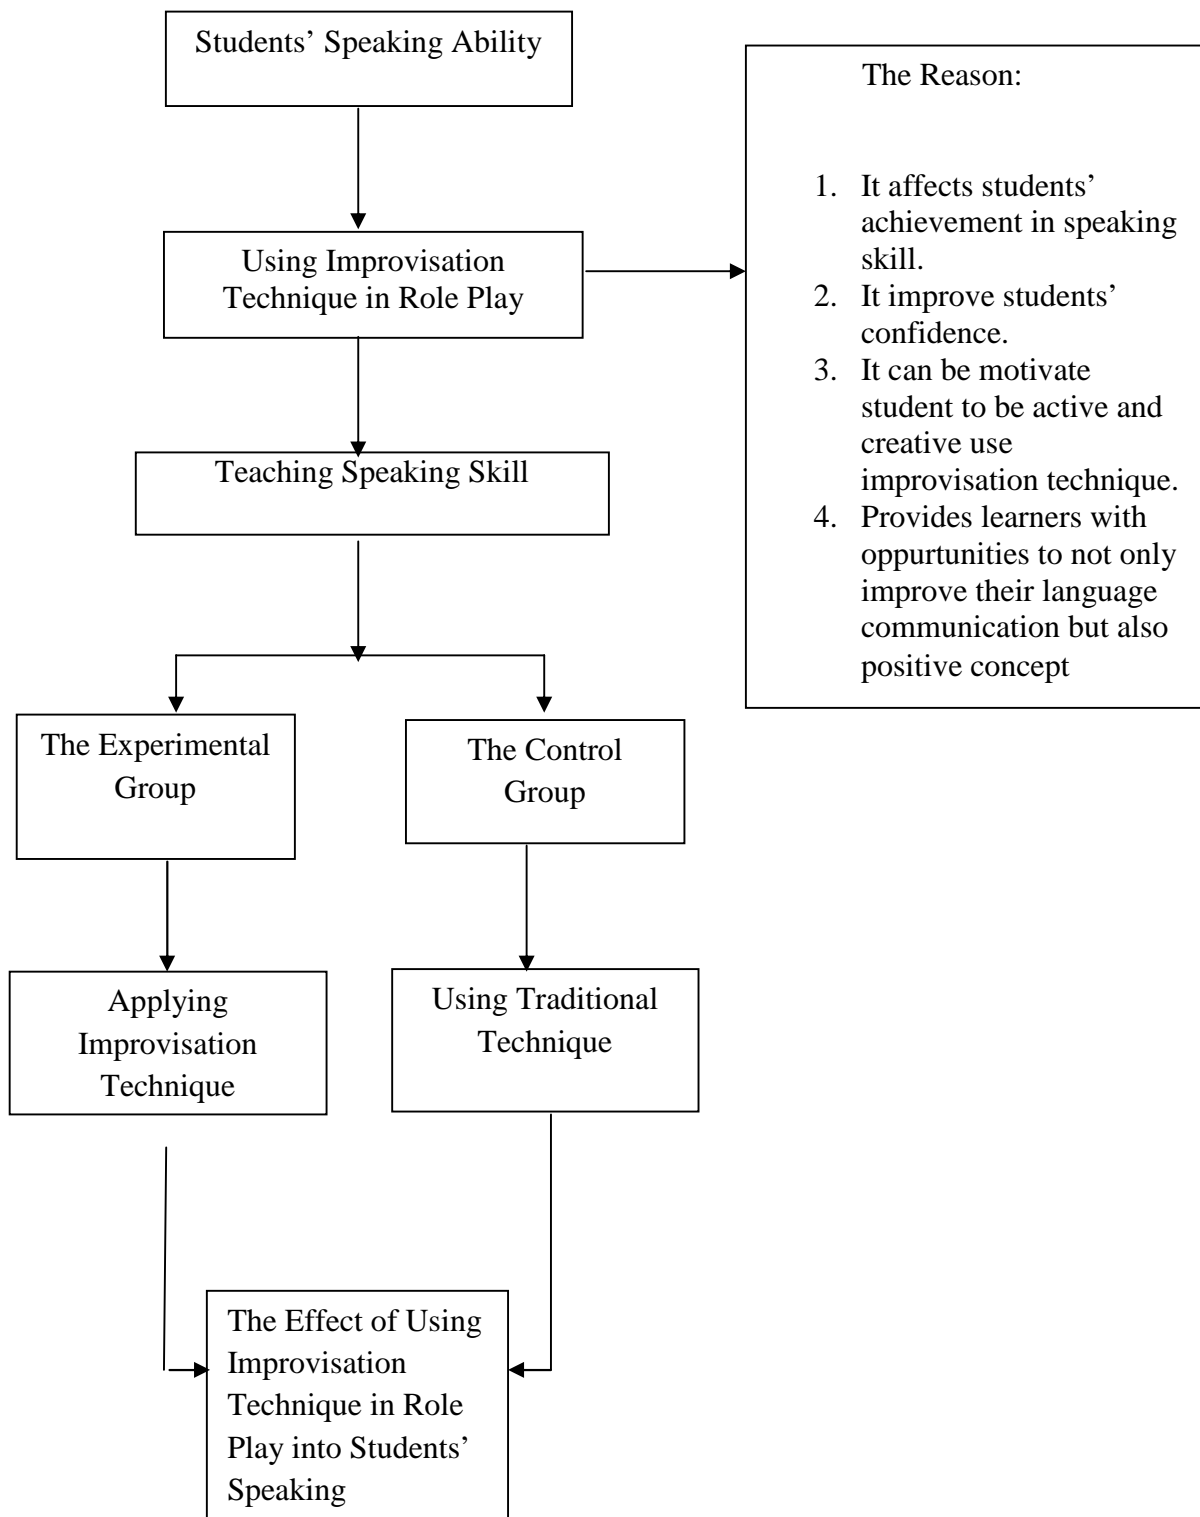 Students’ Speaking Ability
The Reason:
1. It affects students’
achievement in speaking
skill.
2. It improve students’
confidence.
3. It can be motivate
student to be active and
creative use
improvisation technique.
4. Provides learners with
oppurtunities to not only
improve their language
communication but also
positive concept
Using Improvisation
Technique in Role Play
Teaching Speaking Skill
The Experimental
Group
The Control
Group
Applying
Improvisation
Technique
Using Traditional
Technique
The Effect of Using
Improvisation
Technique in Role
Play into Students’
Speaking